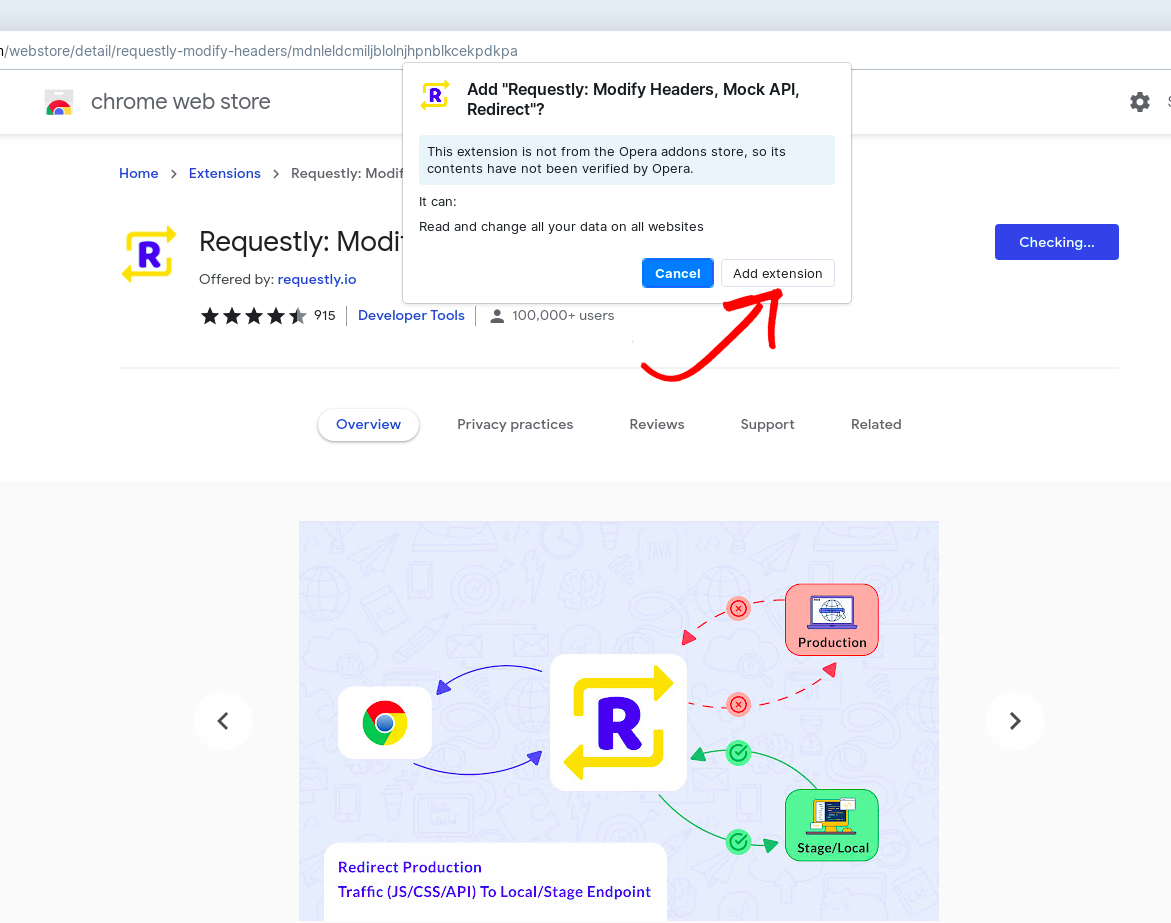 /webstore/detail/requestly-modify-headers/mdnleldcmiljblolnjhpnblkcekpdkpa
chrome web store
Add "Requestly: Modify Headers, Mock API,
Redirect"?
This extension is not from the Opera addons store, so its
contents have not been verified by Opera.
It can:
Read and change all your data on all websites
Cancel
Add extension
Home > Extensions > Requestly: Modif
Requestly: Modif
Checking...
Offered by: requestly.io
915 Developer Tools 100,000+ users
Overview Privacy practices Reviews Support Related
JAVA
Production
R
Stage/Local
Redirect Production
Traffic (JS/CSS/API) To Local/Stage Endpoint